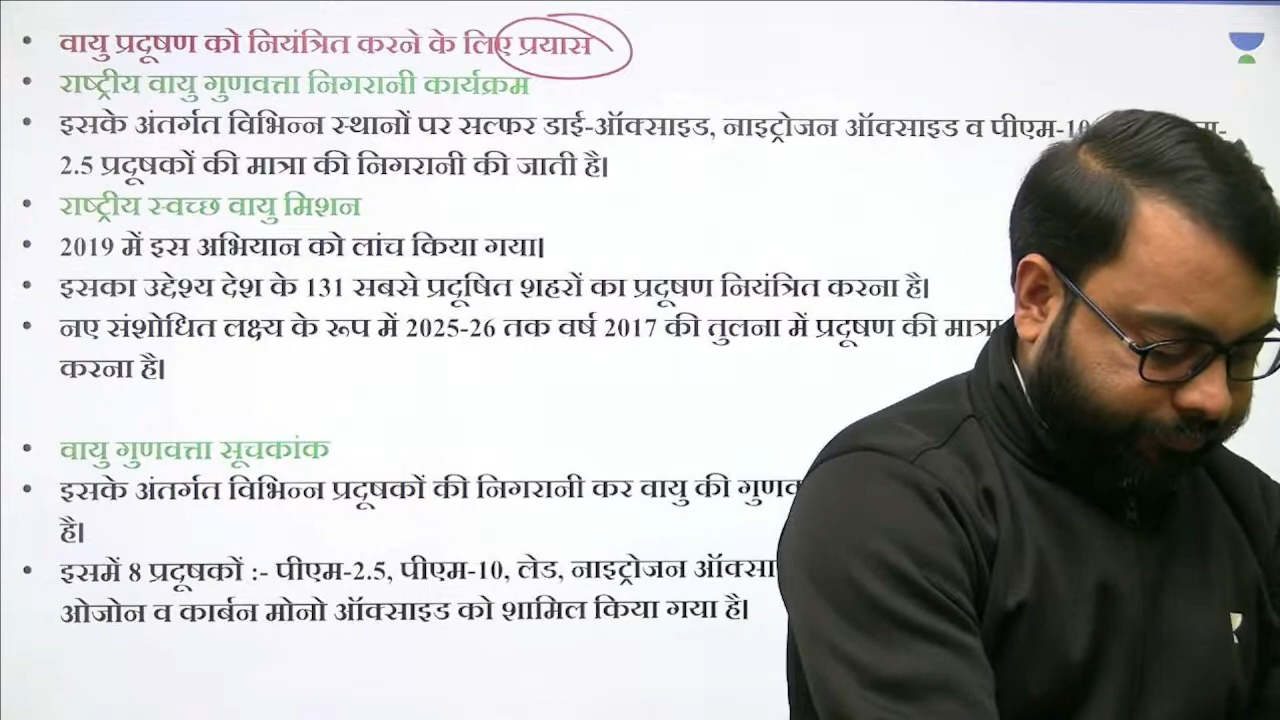 वायु प्रदूषण को नियंत्रित करने के लिए प्रयास
राष्ट्रीय वायु गुणवत्ता निगरानी कार्यक्रम
इसके अंतर्गत विभिन्न स्थानों पर सल्फर डाई-ऑक्साइड, नाइट्रोजन ऑक्साइड व पीएम-10
2.5 प्रदूषकों की मात्रा की निगरानी की जाती है।
राष्ट्रीय स्वच्छ वायु मिशन
2019 में इस अभियान को लांच किया गया।
इसका उद्देश्य देश के 131 सबसे प्रदूषित शहरों का प्रदूषण नियंत्रित करना है।
नए संशोधित लक्ष्य के रूप में 2025-26 तक वर्ष 2017 की तुलना में प्रदूषण की मात्रा
करना है।
वायु गुणवत्ता सूचकांक
इसके अंतर्गत विभिन्न प्रदूषकों की निगरानी कर वायु की
है।
इसमें 8 प्रदूषकों :- पीएम-2.5, पीएम-10, लेड, नाइट्रोजन
ओजोन व कार्बन मोनो ऑक्साइड को शामिल किया गया है।